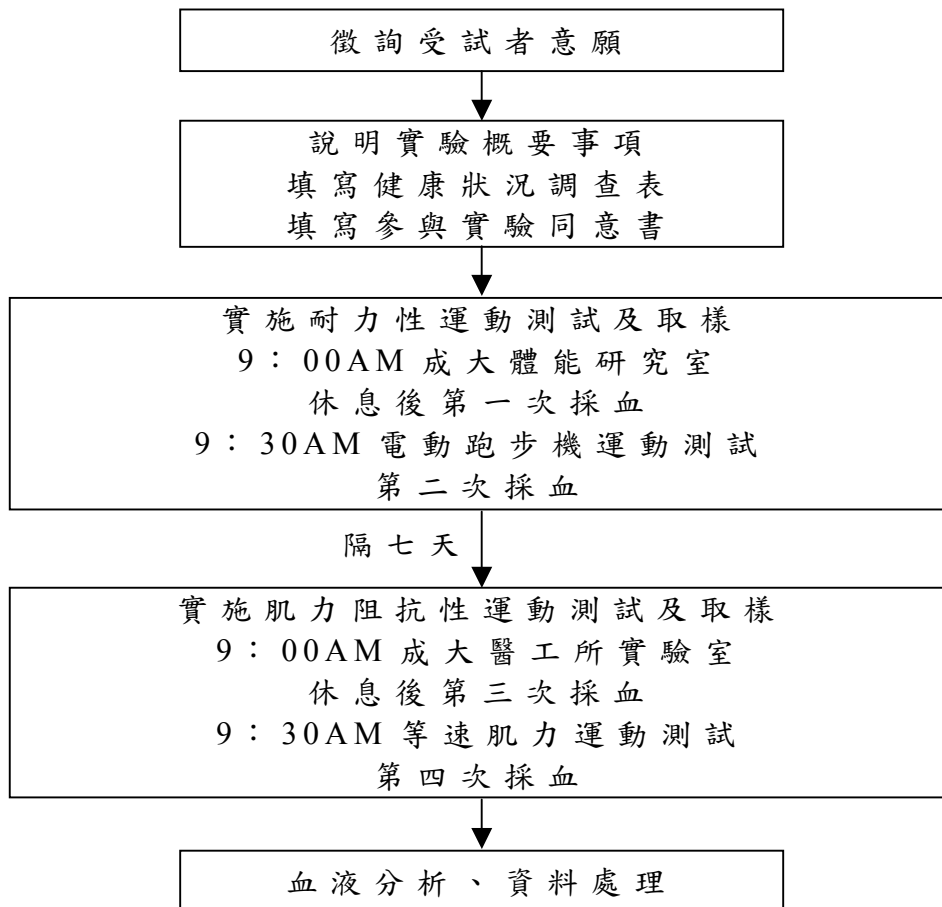 徵詢受試者意願
說明實驗概要事項
填寫健康狀況調查表
填寫參與實驗同意書
實施耐力性運動測試及取樣
9：00AM 成大體能研究室
休息後第一次採血
9：30AM 電動跑步機運動測試
第二次採血
隔七天
實施肌力阻抗性運動測試及取樣
9：00AM 成大醫工所實驗室
休息後第三次採血
9：30AM 等速肌力運動測試
第四次採血
血液分析、資料處理